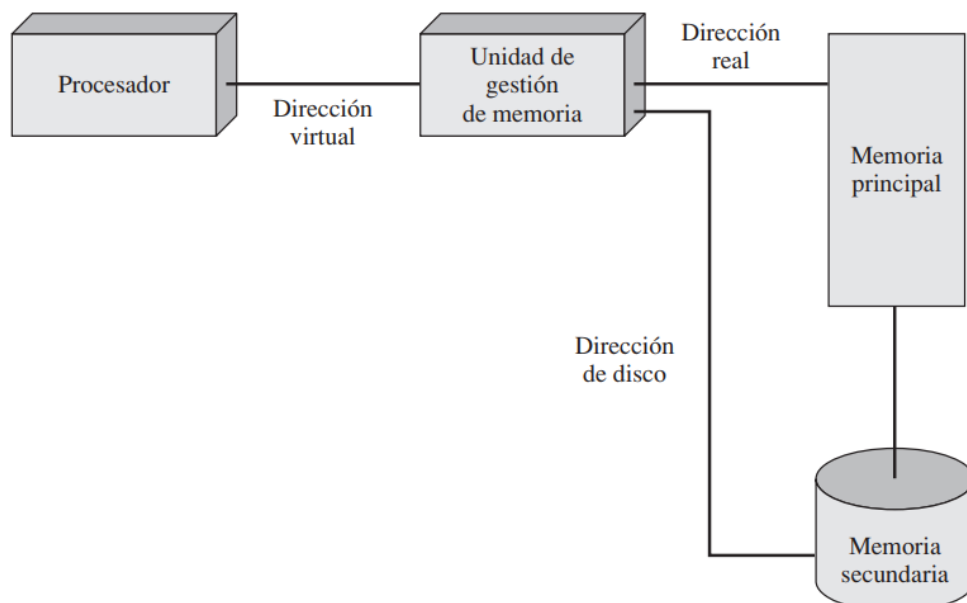 Procesador
Dirección
virtual
Unidad de
gestión
de memoria
Dirección
real
Memoria
principal
Dirección
de disco
Memoria
secundaria